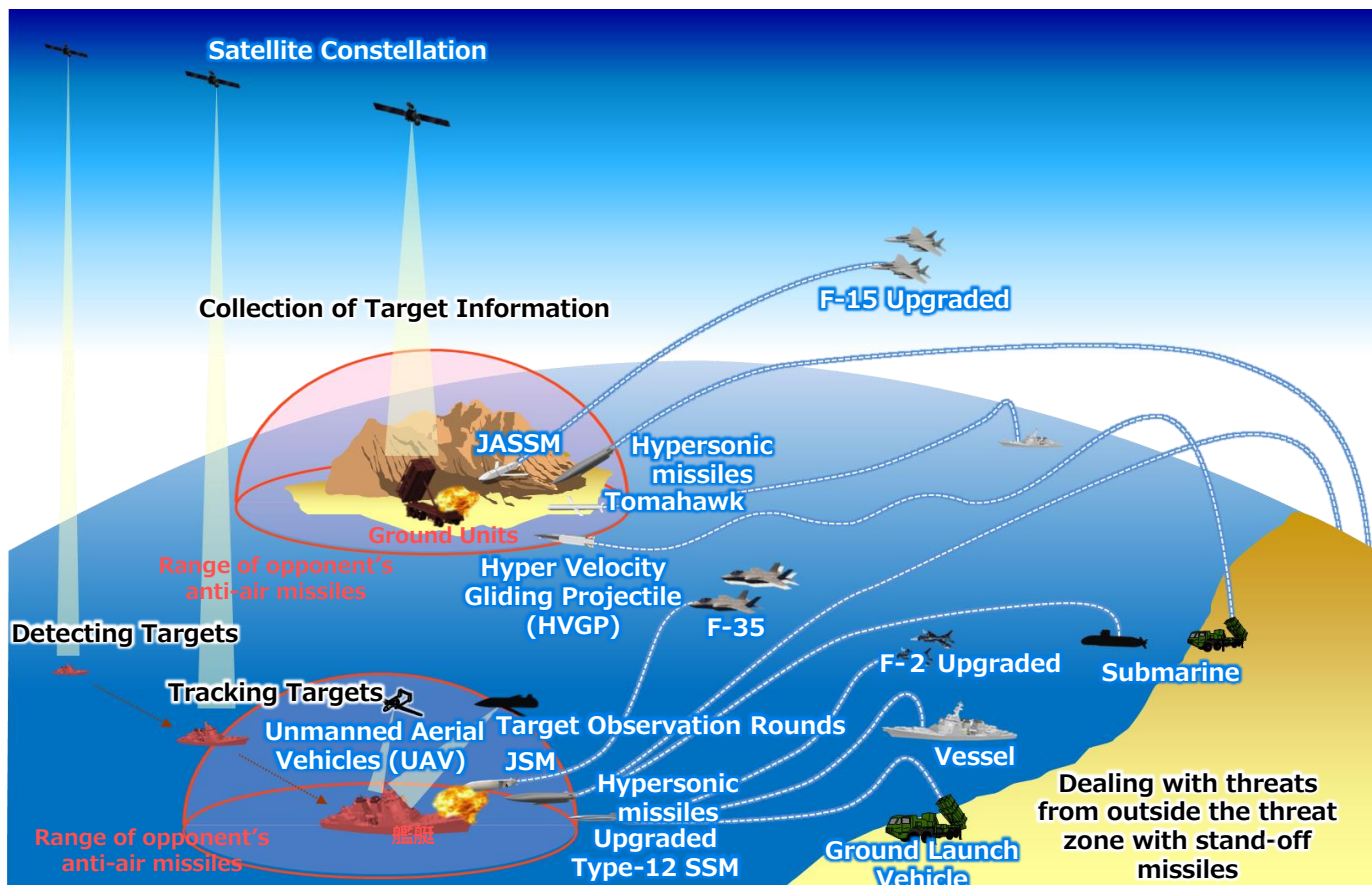 Satellite Constellation
Collection of Target Information
F-15 Upgraded
JASSM
Hypersonic
missiles
Tomahawk
Ground Units
Range of opponent's
anti-air missiles
Hyper Velocity
Gliding Projectile
(HVGP)
F-35
Detecting Targets
Tracking Targets
F-2 Upgraded
Submarine
Unmanned Aerial
Vehicles (UAV)
Target Observation Rounds
JSM
Vessel
Hypersonic
missiles
艦艇
Range of opponent's
anti-air missiles
Upgraded
Type-12 SSM
Ground Launch
Vehicle
Dealing with threats
from outside the threat
zone with stand-off
missiles